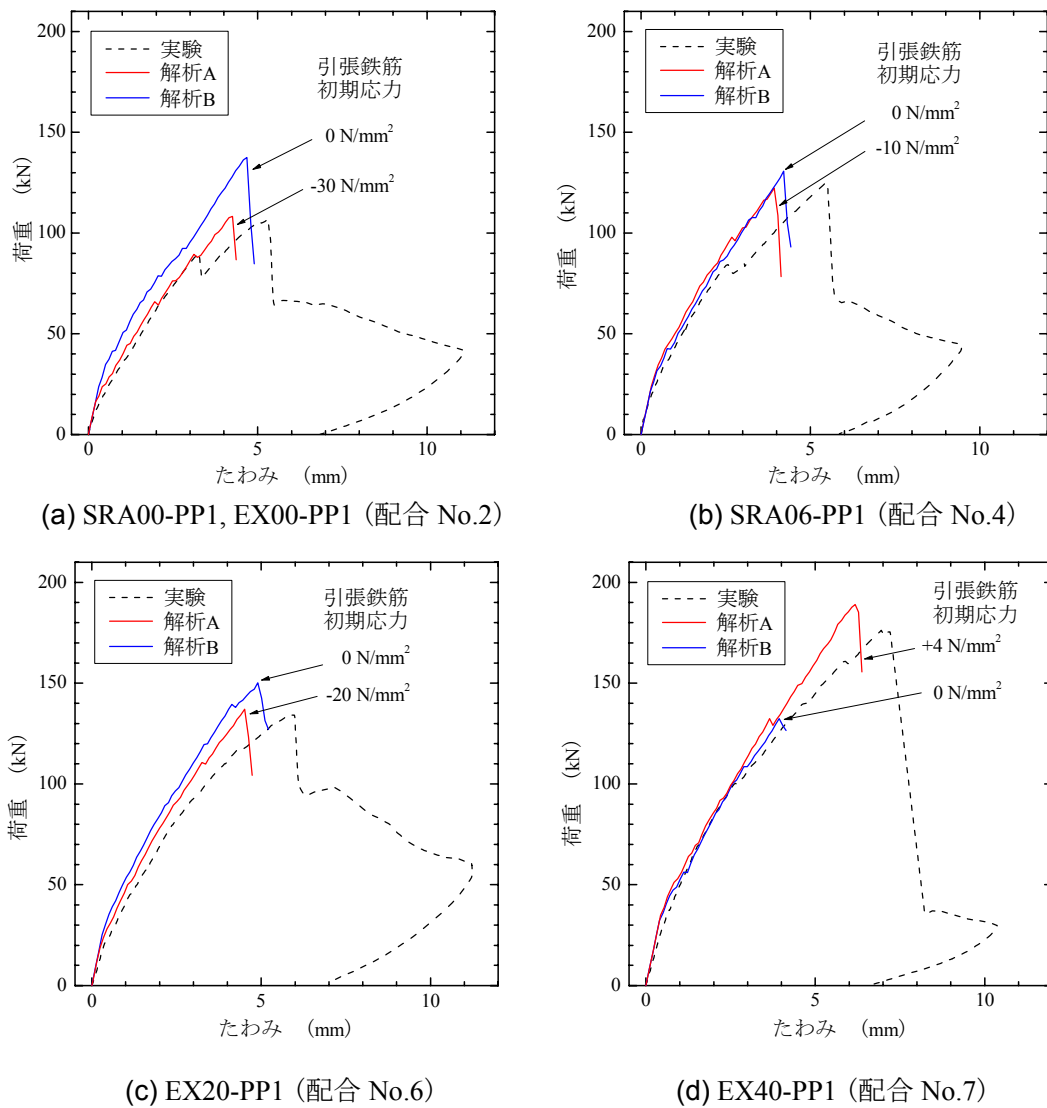 200
150
100
50
0
荷重 (kN)
実験
解析A
解析B
引張鉄筋
初期応力
0 N/mm²
-30 N/mm²
0
5
10
たわみ (mm)
(a) SRA00-PP1, EX00-PP1(配合 No.2)
200
150
100
50
0
荷重 (kN)
実験
解析A
解析B
引張鉄筋
初期応力
0 N/mm²
-10 N/mm²
0
5
10
たわみ (mm)
(b) SRA06-PP1(配合 No.4)
200
150
100
50
0
荷重 (kN)
実験
解析A
解析B
引張鉄筋
初期応力
0 N/mm²
-20 N/mm²
0
5
10
たわみ (mm)
(c) EX20-PP1(配合 No.6)
200
150
100
50
0
荷重 (kN)
実験
解析A
解析B
引張鉄筋
初期応力
+4 N/mm²
0 N/mm²
0
5
10
たわみ (mm)
(d) EX40-PP1(配合 No.7)